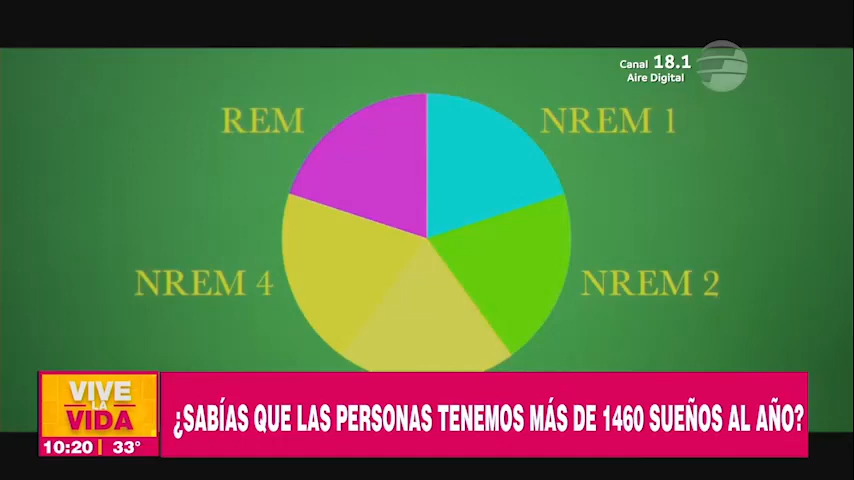 Canal 18.1
Aire Digital
REM
NREM 1
NREM 4
NREM 2
VIVE
LA
VIDA
¿SABÍAS QUE LAS PERSONAS TENEMOS MÁS DE 1460 SUEÑOS AL AÑO?
10:20 33°